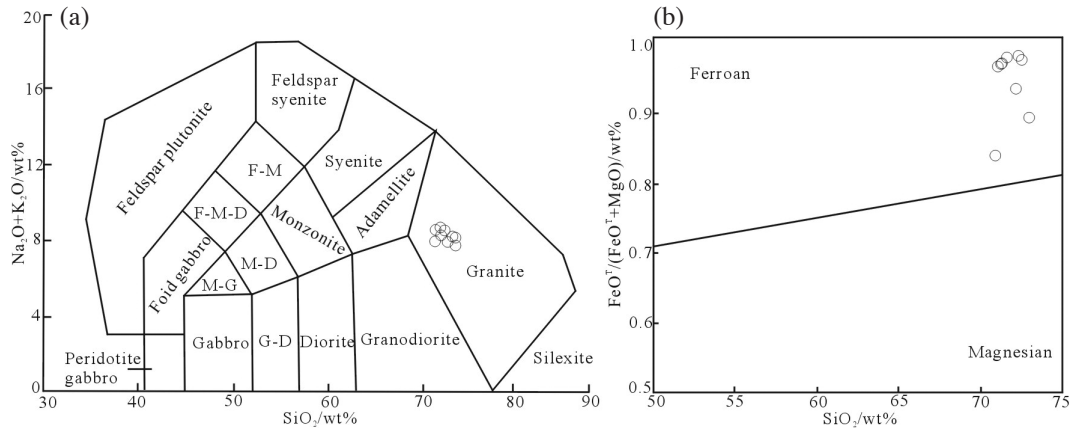 (a)
20
16
12
8
4
0
Na₂O+K₂O/wt%
30
40
50
60
70
80
90
SiO₂/wt%
Feldspar
syenite
Feldspar plutonite
F-M
Syenite
F-M-D
Adamellite
Monzonite
Foid gabbro
M-D
M-G
Granite
Peridotite
gabbro
Gabbro
G-D
Diorite
Granodiorite
Silexite
(b)
1.0
0.9
0.8
0.7
0.6
0.5
FeOᵀ/(FeOᵀ+MgO)/wt%
Ferroan
Magnesian
50
55
60
65
70
75
SiO₂/wt%